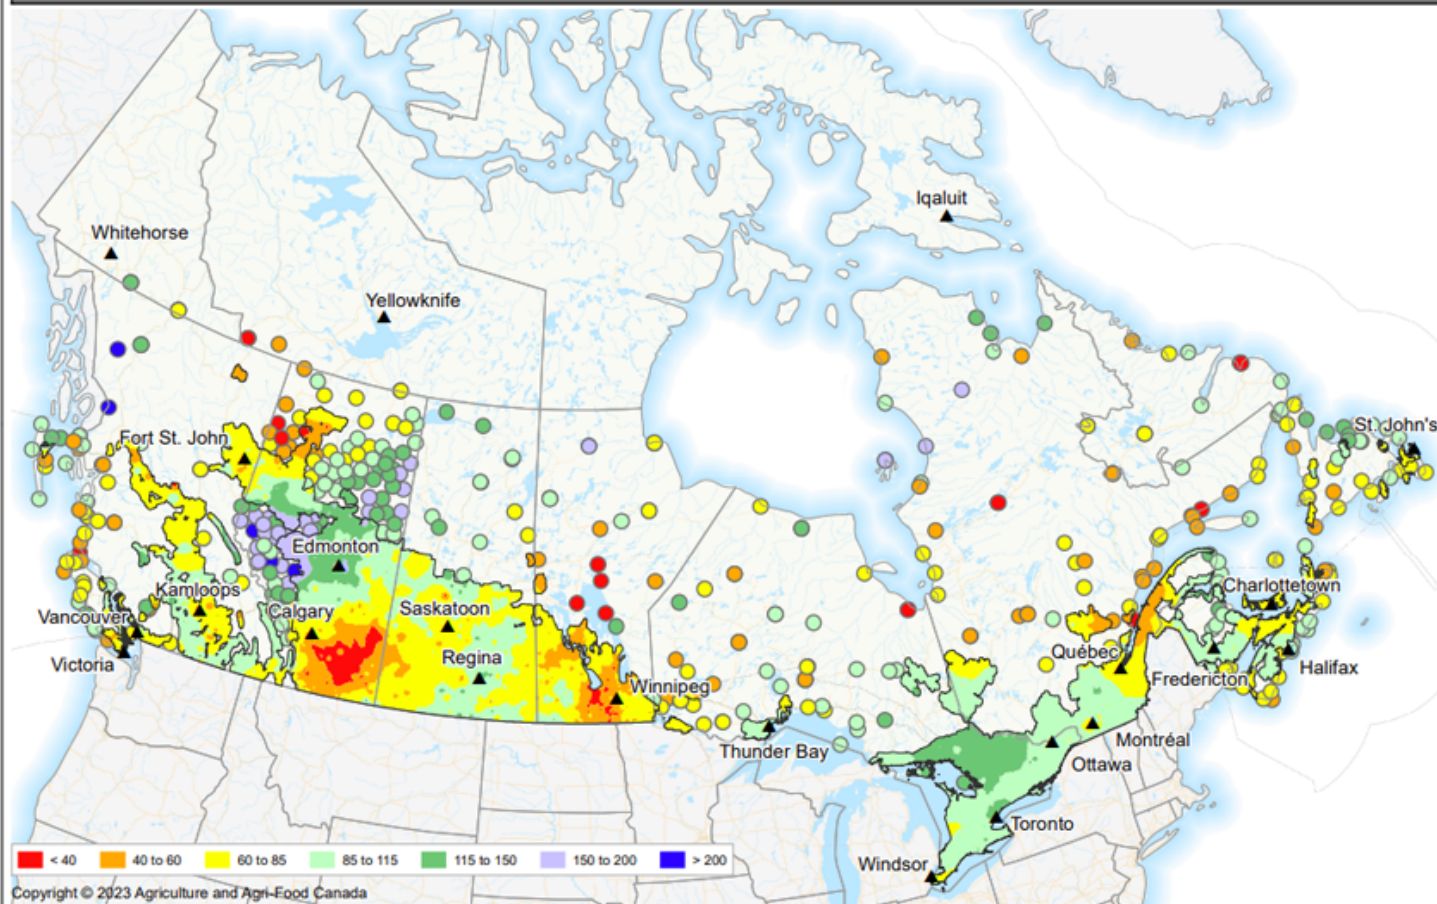 Iqaluit
Whitehorse
Yellowknife
St. John's
Fort St. John
Edmonton
Charlottetown
Kamloops
Calgary
Saskatoon
Vancouver
Québec
Regina
Victoria
Halifax
Fredericton
Winnipeg
Montréal
Thunder Bay
Ottawa
Toronto
Windsor
< 40 40 to 60 60 to 85 85 to 115 115 to 150 150 to 200 > 200
Copyright © 2023 Agriculture and Agri-Food Canada